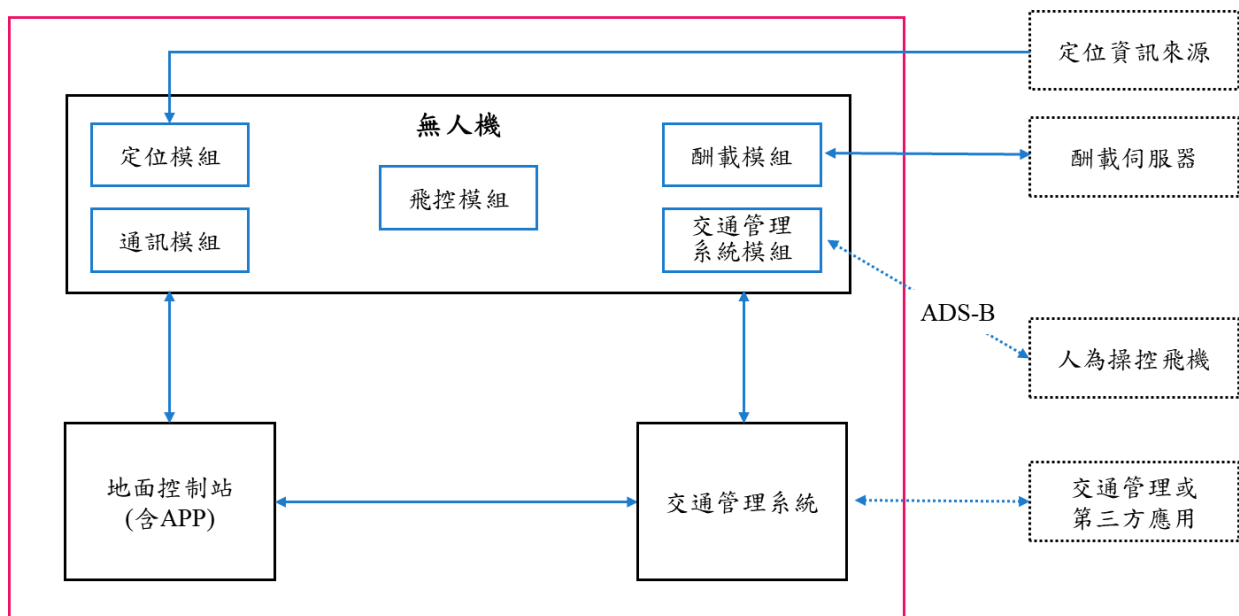 定位資訊來源
無人機
定位模組
酬載模組
酬載伺服器
飛控模組
通訊模組
交通管理
系統模組
ADS-B
人為操控飛機
地面控制站
(含APP)
交通管理系統
交通管理或
第三方應用